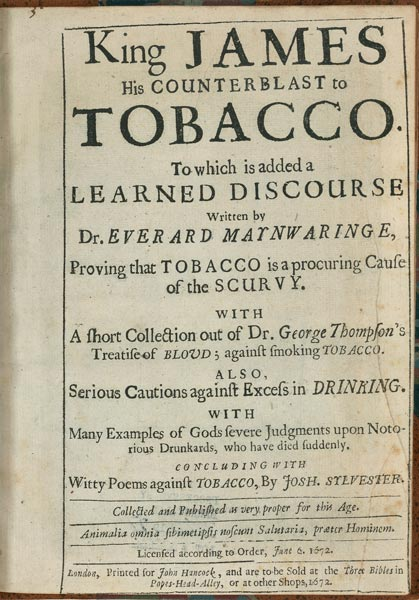 King JAMES
His COUNTERBLAST to
TOBACCO.
To which is added a
LEARNED DISCOURSE
Written by
Dr. EVERARD MAYNWARINGE,
Proving that TOBACCO is a procuring Cause
of the SCURVY.
WITH
A ſhort Collection out of Dr. George Thompſon's
Treatiſe of BLOUD; againſt ſmoking TOBACCO.
ALSO,
Serious Cautions againſt Exceſs in DRINKING.
WITH
Many Examples of Gods ſevere Judgments upon Noto-
rious Drunkards, who have died ſuddenly.
CONCLUDING WITH
Witty Poems againſt TOBACCO, By JOSH. SYLVESTER.
Collected and Publiſhed as very proper for this Age.
Animalia omnia ſibimetipſis noſcunt Salutaria, præter Hominem.
Licenſed according to Order, June 6. 1672.
London, Printed for John Hancock, and are to be Sold at the Three Bibles in
Popes-Head-Alley, or at other Shops, 1672.